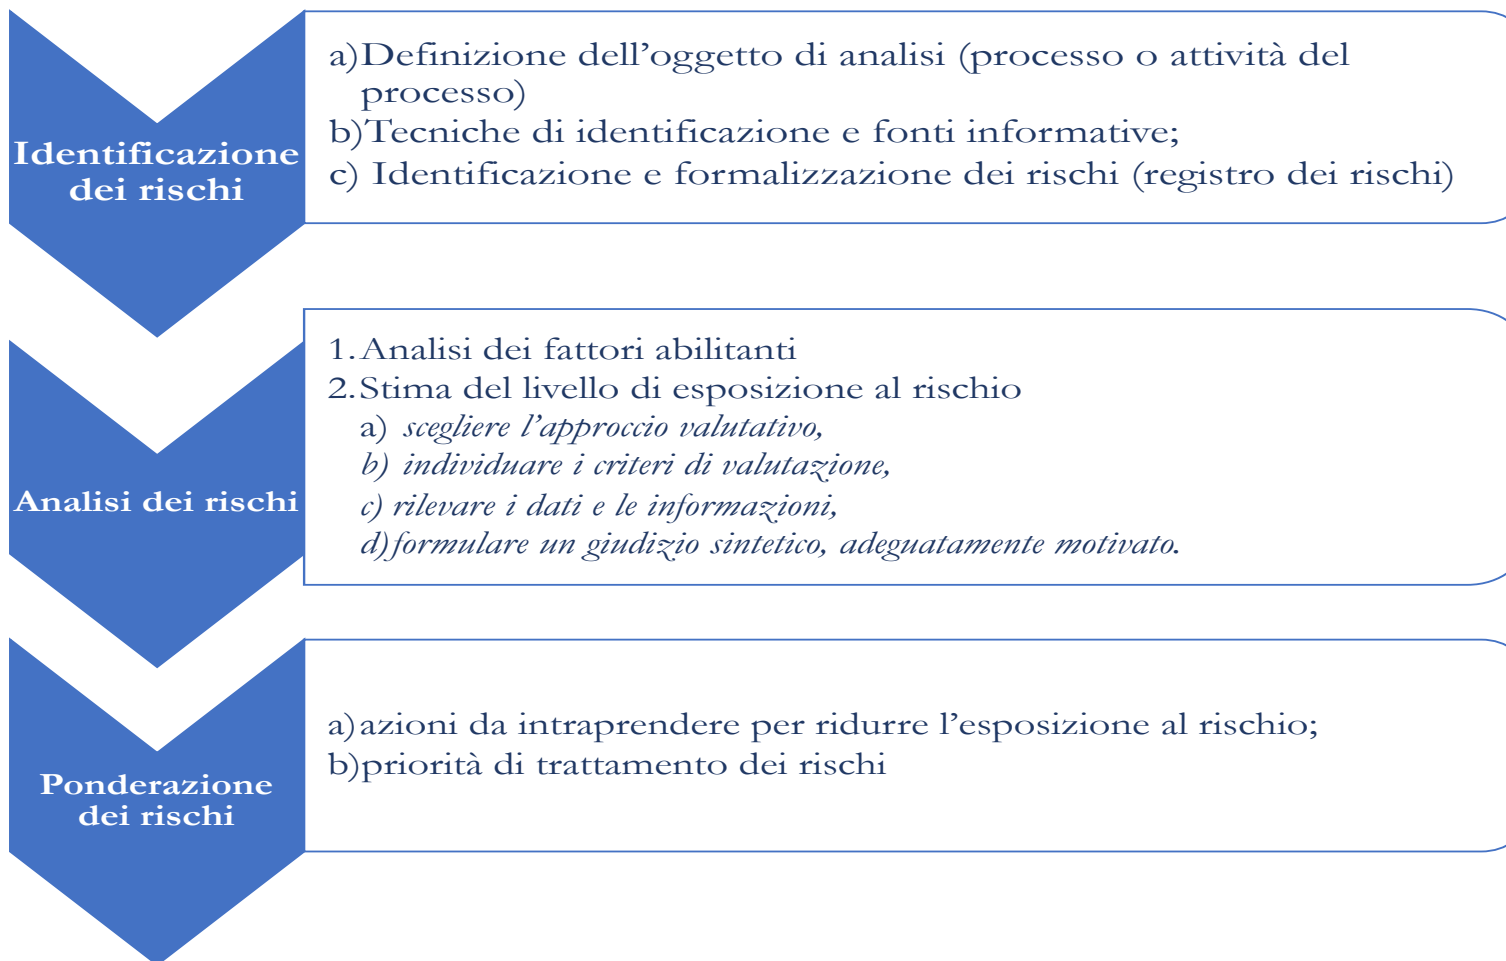 Identificazione
dei rischi
a)Definizione dell’oggetto di analisi (processo o attività del
processo)
b)Tecniche di identificazione e fonti informative;
c) Identificazione e formalizzazione dei rischi (registro dei rischi)
Analisi dei rischi
1.Analisi dei fattori abilitanti
2.Stima del livello di esposizione al rischio
a) scegliere l’approccio valutativo,
b) individuare i criteri di valutazione,
c) rilevare i dati e le informazioni,
d)formulare un giudizio sintetico, adeguatamente motivato.
Ponderazione
dei rischi
a)azioni da intraprendere per ridurre l’esposizione al rischio;
b)priorità di trattamento dei rischi